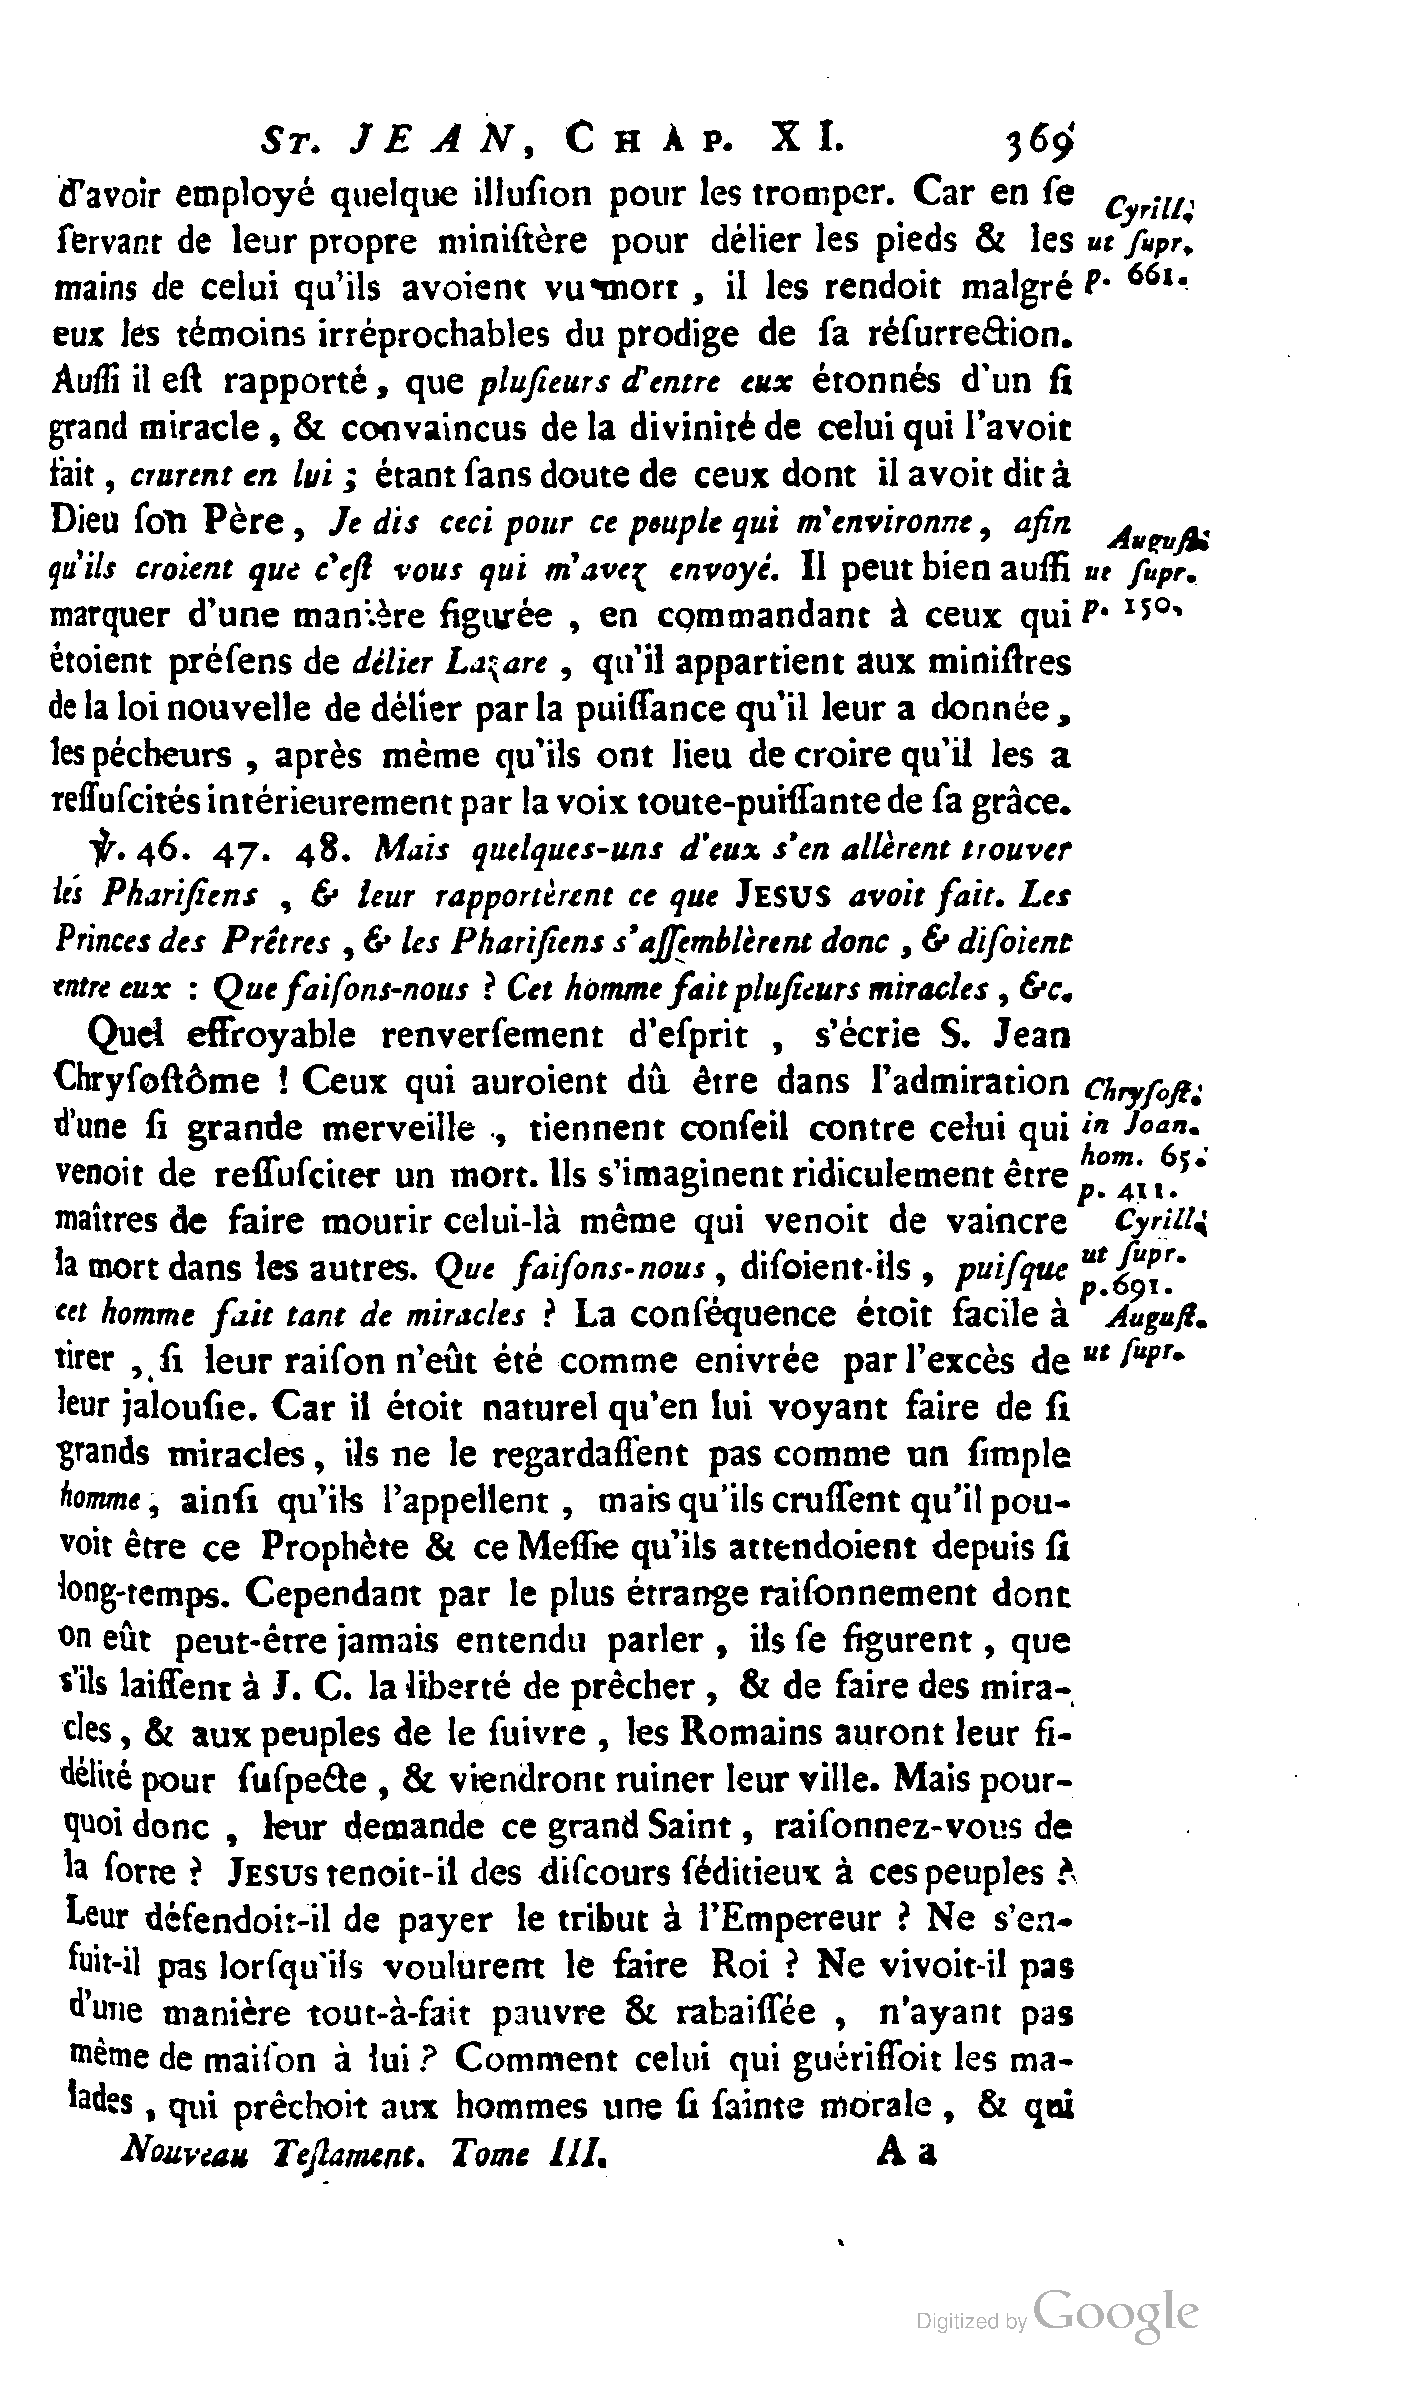 ST. JEAN, CHAP. XI. 369
d'avoir employé quelque illuſion pour les tromper. Car en ſe
ſervant de leur propre miniſtère pour délier les pieds & les
mains de celui qu'ils avoient vu mort, il les rendoit malgré
eux les témoins irréprochables du prodige de ſa réſurrection.
Auſſi il eſt rapporté, que pluſieurs d'entre eux étonnés d'un ſi
grand miracle, & convaincus de la divinité de celui qui l'avoit
fait, crurent en lui; étant ſans doute de ceux dont il avoit dit à
Dieu ſon Père, Je dis ceci pour ce peuple qui m'environne, afin
qu'ils croient que c'eſt vous qui m'avez envoyé. Il peut bien auſſi
marquer d'une manière figurée, en commandant à ceux qui
étoient préſens de délier Lazare, qu'il appartient aux miniſtres
de la loi nouvelle de délier par la puiſſance qu'il leur a donnée,
les pécheurs, après même qu'ils ont lieu de croire qu'il les a
reſſuſcités intérieurement par la voix toute-puiſſante de ſa grâce.
℣. 46. 47. 48. Mais quelques-uns d'eux s'en allèrent trouver
les Phariſiens, & leur rapportèrent ce que JESUS avoit fait. Les
Princes des Prêtres, & les Phariſiens s'aſſemblèrent donc, & diſoient
entre eux : Que faiſons-nous ? Cet homme fait pluſieurs miracles, &c.
Quel effroyable renverſement d'eſprit, s'écrie S. Jean
Chryſoſtôme ! Ceux qui auroient dû être dans l'admiration
d'une ſi grande merveille, tiennent conſeil contre celui qui
venoit de reſſuſciter un mort. Ils s'imaginent ridiculement être
maîtres de faire mourir celui-là même qui venoit de vaincre
la mort dans les autres. Que faiſons-nous, diſoient-ils, puiſque
cet homme fait tant de miracles ? La conſéquence étoit facile à
tirer, ſi leur raiſon n'eût été comme enivrée par l'excès de
leur jalouſie. Car il étoit naturel qu'en lui voyant faire de ſi
grands miracles, ils ne le regardaſſent pas comme un ſimple
homme, ainſi qu'ils l'appellent, mais qu'ils cruſſent qu'il pou-
voit être ce Prophète & ce Meſſie qu'ils attendoient depuis ſi
long-temps. Cependant par le plus étrange raiſonnement dont
on eût peut-être jamais entendu parler, ils ſe figurent, que
s'ils laiſſent à J. C. la liberté de prêcher, & de faire des mira-
cles, & aux peuples de le ſuivre, les Romains auront leur fi-
délité pour ſuſpecte, & viendront ruiner leur ville. Mais pour-
quoi donc, leur demande ce grand Saint, raiſonnez-vous de
la ſorte ? JESUS tenoit-il des diſcours ſéditieux à ces peuples ?
Leur défendoit-il de payer le tribut à l'Empereur ? Ne s'en-
fuit-il pas lorſqu'ils voulurent le faire Roi ? Ne vivoit-il pas
d'une manière tout-à-fait pauvre & rabaiſſée, n'ayant pas
même de maiſon à lui ? Comment celui qui guériſſoit les ma-
lades, qui prêchoit aux hommes une ſi ſainte morale, & qui
Nouveau Teſtament. Tome III. A a
Cyrill.
ut ſupr.
p. 661.
Auguſt.
ut ſupr.
p. 150.
Chryſoſt.
in Joan.
hom. 65.
p. 411.
Cyrill.
ut ſupr.
p. 691.
Auguſt.
ut ſupr.
Digitized by Google